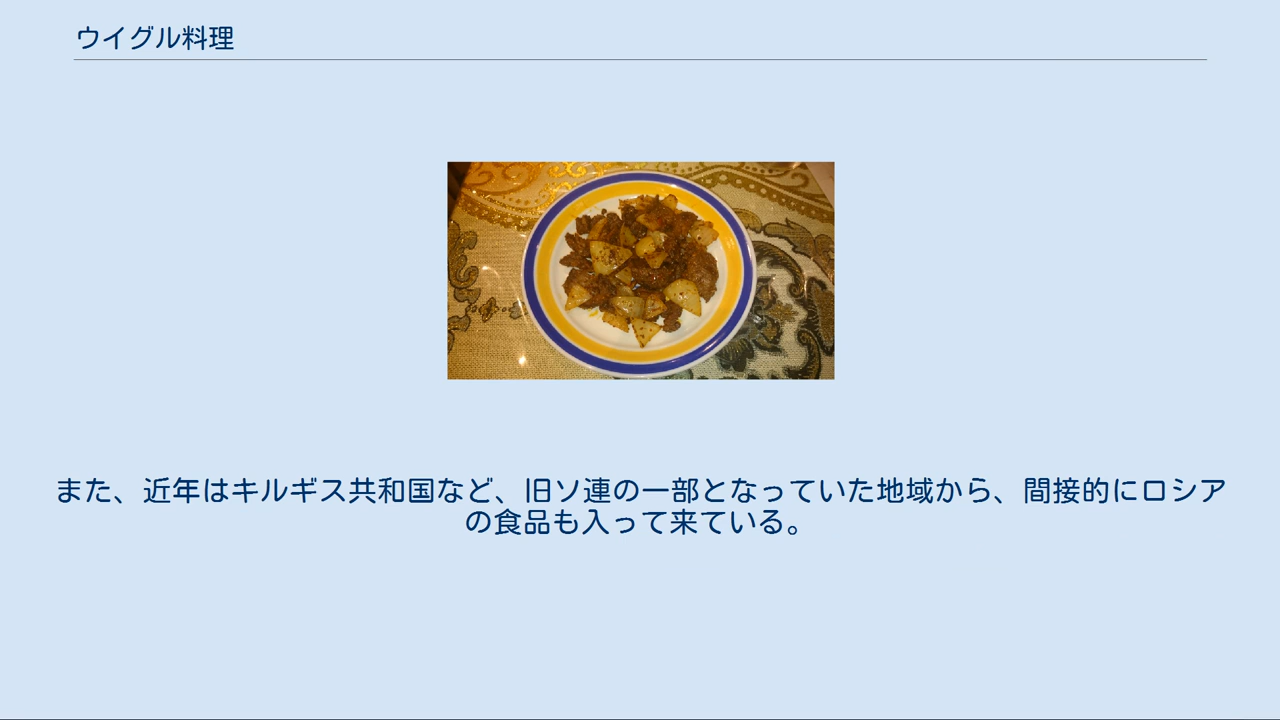 ウイグル料理
また、近年はキルギス共和国など、旧ソ連の一部となっていた地域から、間接的にロシア
の食品も入って来ている。